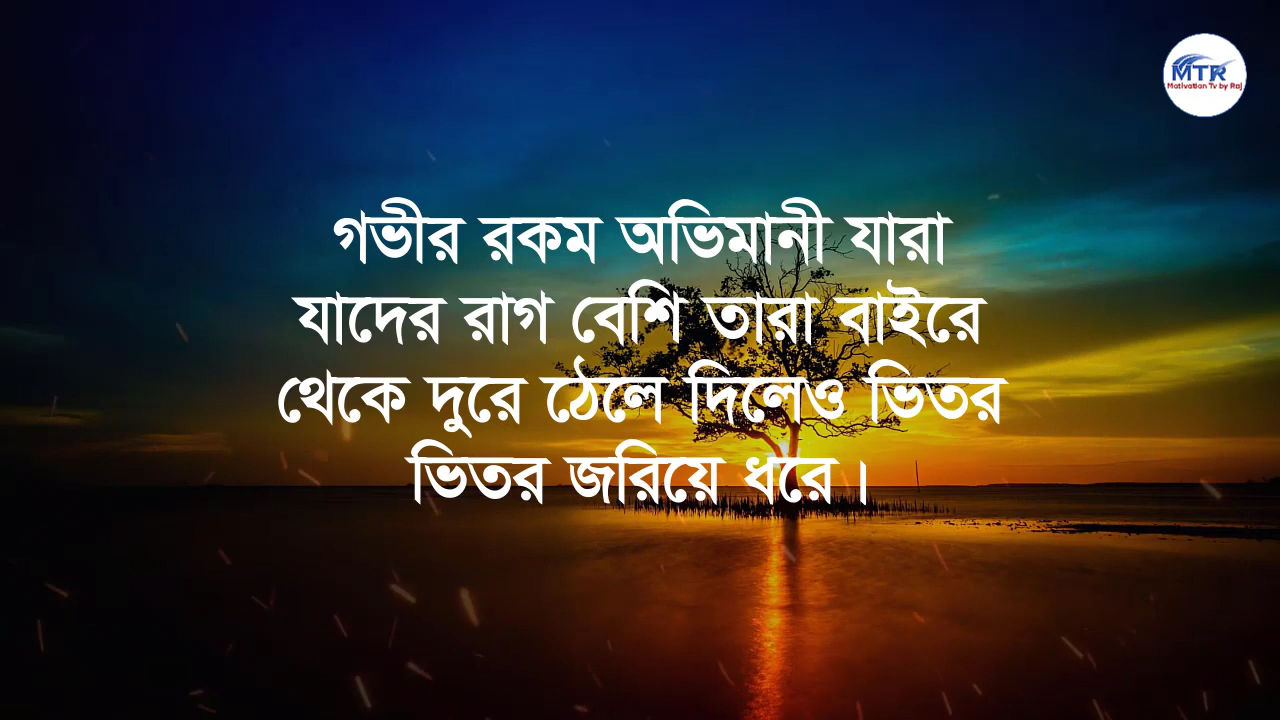 MTR
Motivation Tv by Raj
গভীর রকম অভিমানী যারা
যাদের রাগ বেশি তারা বাইরে
থেকে দুরে ঠেলে দিলেও ভিতর
ভিতর জরিয়ে ধরে।